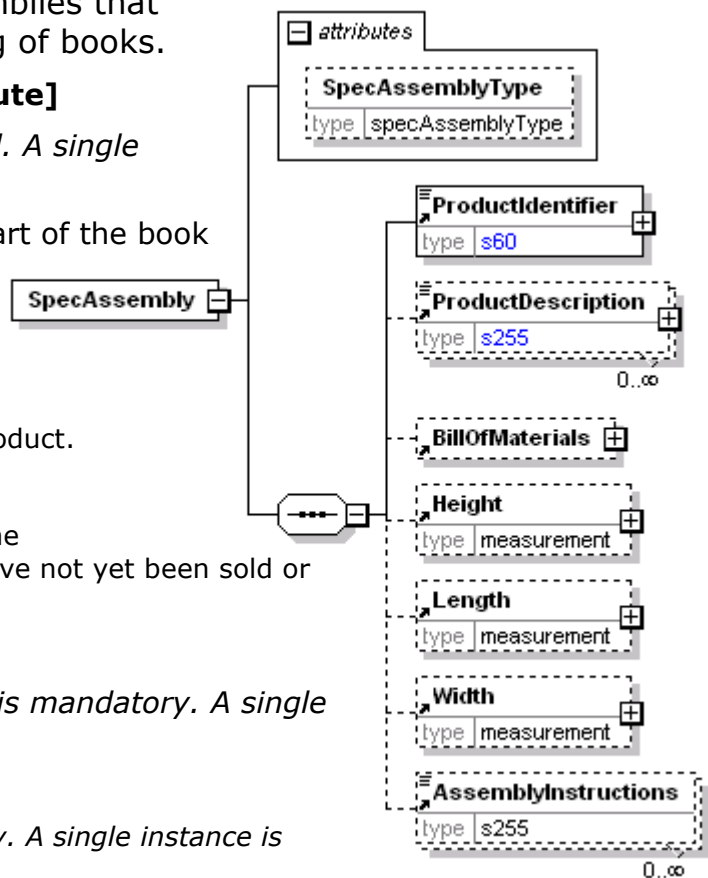 mblies that
g of books.
ute]
. A single
art of the book
oduct.
he
ve not yet been sold or
is mandatory. A single
y. A single instance is
attributes
SpecAssemblyType
type specAssemblyType
SpecAssembly
ProductIdentifier
type s60
ProductDescription
type s255
0..∞
BillOfMaterials
Height
type measurement
Length
type measurement
Width
type measurement
AssemblyInstructions
type s255
0..∞